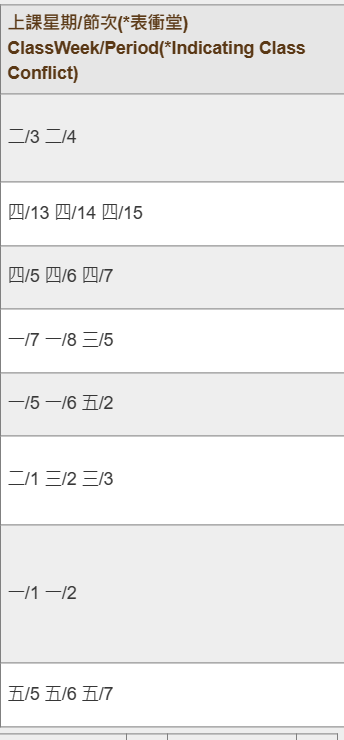 上課星期/節次(*表衝堂)
ClassWeek/Period(*Indicating Class
Conflict)
二/3 二/4
四/13 四/14 四/15
四/5 四/6 四/7
一/7 一/8 三/5
一/5 一/6 五/2
二/1 三/2 三/3
一/1 一/2
五/5 五/6 五/7